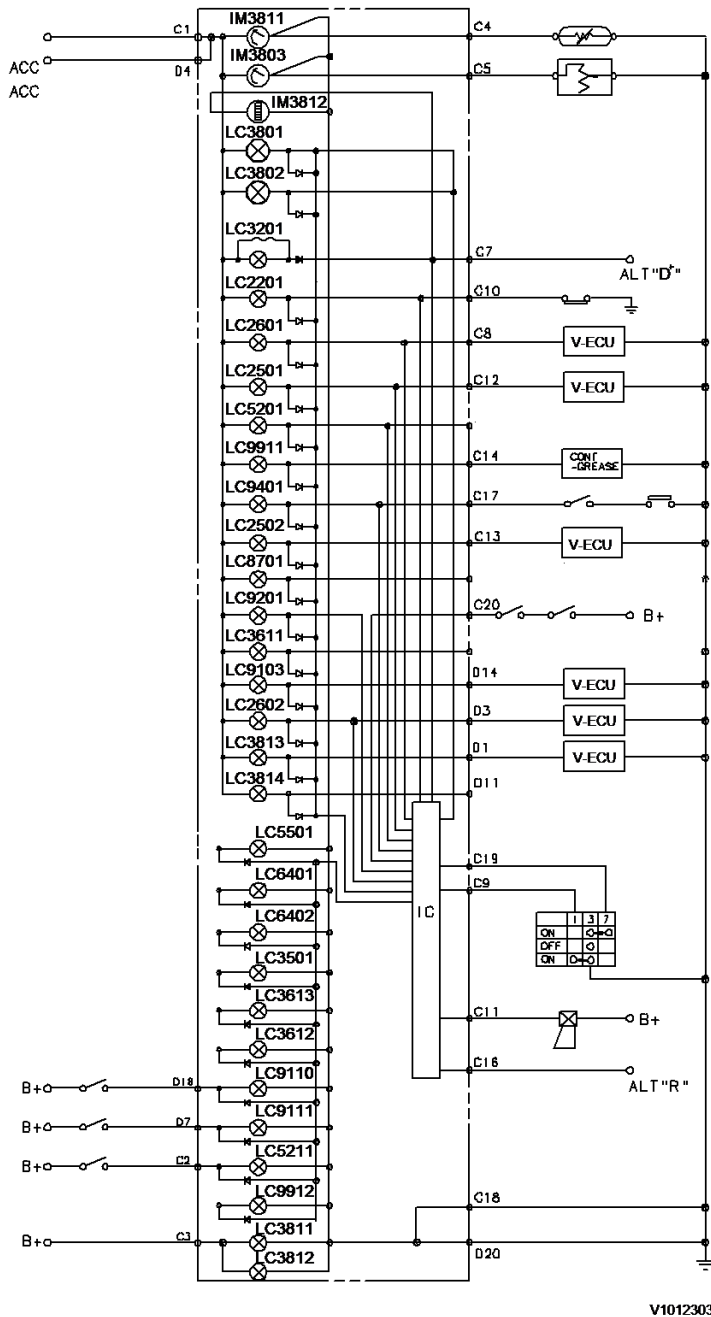 IM3811
C1
C4
IM3803
ACC
D4
C5
ACC
IM3812
LC3801
LC3802
LC3201
C7
ALT"D+"
LC2201
C10
LC2601
C8
V-ECU
LC2501
C12
V-ECU
LC5201
LC9911
C14
CONT
-GREASE
LC9401
C17
LC2502
C13
V-ECU
LC8701
LC9201
C20
B+
LC3611
LC9103
D14
V-ECU
LC2602
D3
V-ECU
LC3813
D1
V-ECU
LC3814
D11
LC5501
C19
LC6401
C9
IC
LC6402
1 3 7
ON
OFF
ON
LC3501
LC3613
C11
B+
LC3612
C16
ALT"R"
B+
D18
LC9110
B+
D7
LC9111
B+
C2
LC5211
LC9912
C18
B+
C3
LC3811
D20
LC3812
V1012303